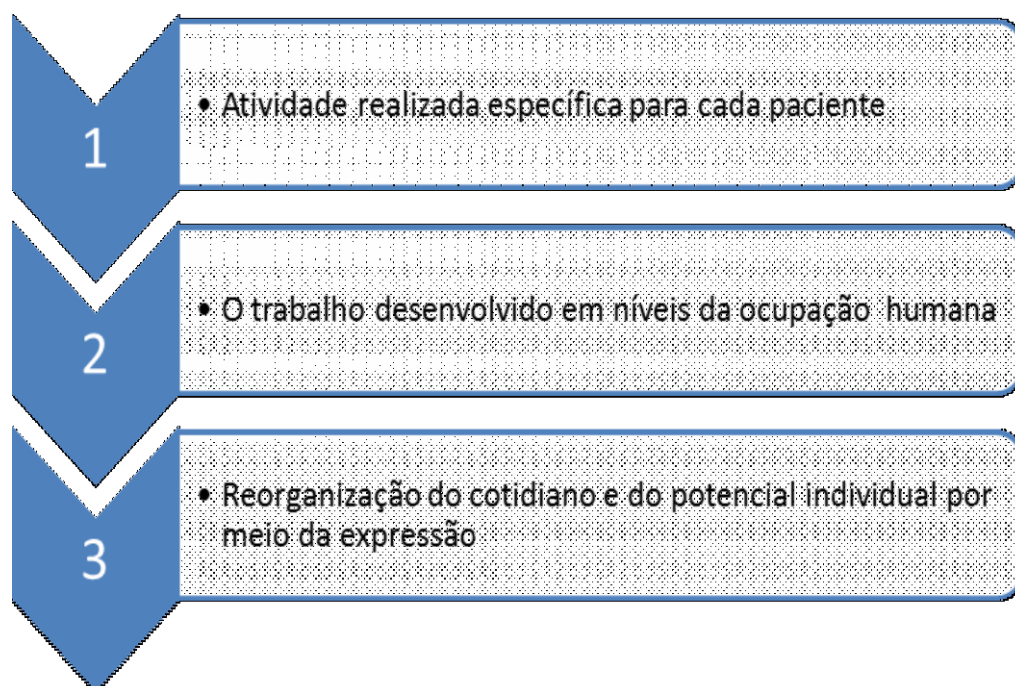 1
• Atividade realizada específica para cada paciente
2
• O trabalho desenvolvido em níveis da ocupação humana
3
• Reorganização do cotidiano e do potencial individual por
meio da expressão